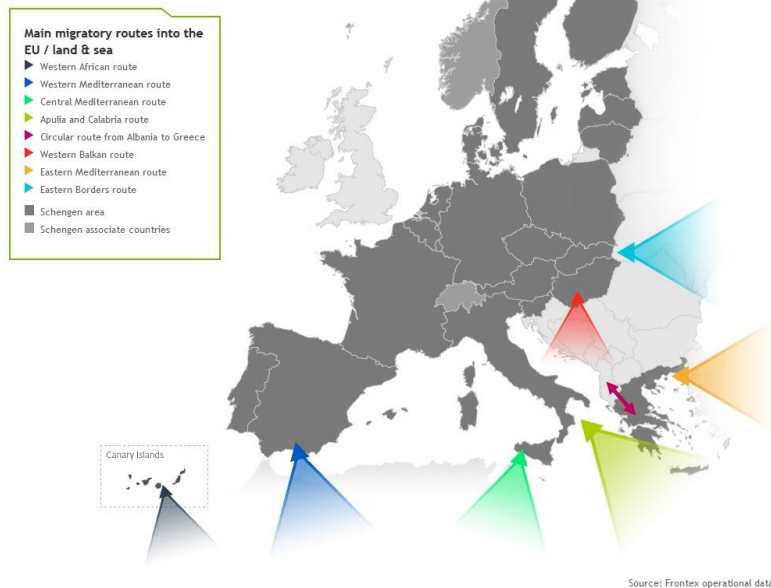 Main migratory routes into the
EU / land & sea
Western African route
Western Mediterranean route
Central Mediterranean route
Apulia and Calabria route
Circular route from Albania to Greece
Western Balkan route
Eastern Mediterranean route
Eastern Borders route
Schengen area
Schengen associate countries
Canary Islands
Source: Frontex operational data